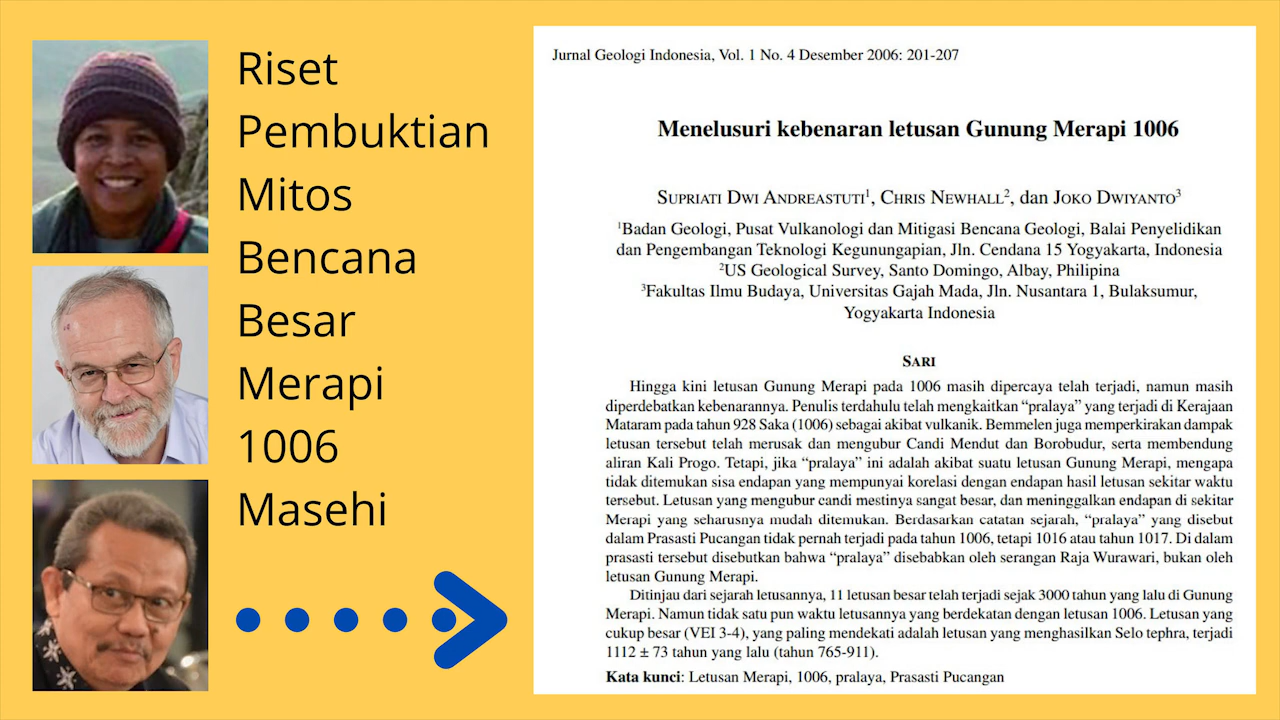 Riset
Pembuktian
Mitos
Bencana
Besar
Merapi
1006
Masehi
Jurnal Geologi Indonesia, Vol. 1 No. 4 Desember 2006: 201-207
Menelusuri kebenaran letusan Gunung Merapi 1006
Supriati Dwi Andreastuti¹, Chris Newhall², dan Joko Dwiyanto³
¹Badan Geologi, Pusat Vulkanologi dan Mitigasi Bencana Geologi, Balai Penyelidikan
dan Pengembangan Teknologi Kegunungapian, Jln. Cendana 15 Yogyakarta, Indonesia
²US Geological Survey, Santo Domingo, Albay, Philipina
³Fakultas Ilmu Budaya, Universitas Gajah Mada, Jln. Nusantara 1, Bulaksumur,
Yogyakarta Indonesia
Sari
Hingga kini letusan Gunung Merapi pada 1006 masih dipercaya telah terjadi, namun masih
diperdebatkan kebenarannya. Penulis terdahulu telah mengkaitkan “pralaya” yang terjadi di Kerajaan
Mataram pada tahun 928 Saka (1006) sebagai akibat vulkanik. Bemmelen juga memperkirakan dampak
letusan tersebut telah merusak dan mengubur Candi Mendut dan Borobudur, serta membendung
aliran Kali Progo. Tetapi, jika “pralaya” ini adalah akibat suatu letusan Gunung Merapi, mengapa
tidak ditemukan sisa endapan yang mempunyai korelasi dengan endapan hasil letusan sekitar waktu
tersebut. Letusan yang mengubur candi mestinya sangat besar, dan meninggalkan endapan di sekitar
Merapi yang seharusnya mudah ditemukan. Berdasarkan catatan sejarah, “pralaya” yang disebut
dalam Prasasti Pucangan tidak pernah terjadi pada tahun 1006, tetapi 1016 atau tahun 1017. Di dalam
prasasti tersebut disebutkan bahwa “pralaya” disebabkan oleh serangan Raja Wurawari, bukan oleh
letusan Gunung Merapi.
Ditinjau dari sejarah letusannya, 11 letusan besar telah terjadi sejak 3000 tahun yang lalu di Gunung
Merapi. Namun tidak satu pun waktu letusannya yang berdekatan dengan letusan 1006. Letusan yang
cukup besar (VEI 3-4), yang paling mendekati adalah letusan yang menghasilkan Selo tephra, terjadi
1112 ± 73 tahun yang lalu (tahun 765-911).
Kata kunci: Letusan Merapi, 1006, pralaya, Prasasti Pucangan